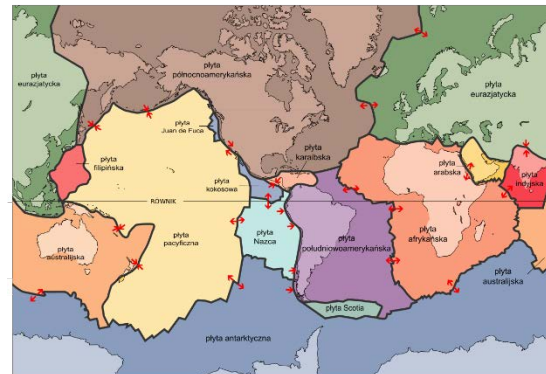 płyta
eurazjatycka
płyta
północnoamerykańska
płyta
eurazjatycka
płyta
Juan de Fuca
płyta
karaibska
płyta
filipińska
płyta
kokosowa
płyta
arabska
płyta
indyjska
RÓWNIK
płyta
australijska
płyta
pacyficzna
płyta
Nazca
płyta
południowoamerykańska
płyta
afrykańska
płyta
australijska
płyta Scotia
płyta antarktyczna